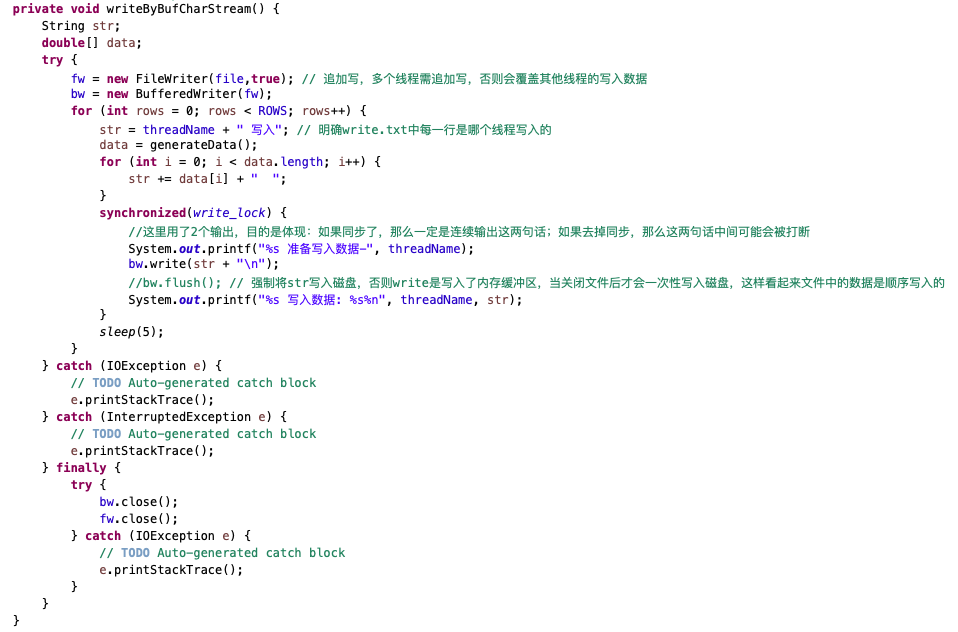 private void writeByBufCharStream() {
    String str;
    double[] data;
    try {
        fw = new FileWriter(file,true); // 追加写，多个线程需追加写，否则会覆盖其他线程的写入数据
        bw = new BufferedWriter(fw);
        for (int rows = 0; rows < ROWS; rows++) {
            str = threadName + " 写入"; // 明确write.txt中每一行是哪个线程写入的
            data = generateData();
            for (int i = 0; i < data.length; i++) {
                str += data[i] + "  ";
            }
            synchronized(write_lock) {
                //这里用了2个输出，目的是体现：如果同步了，那么一定是连续输出这两句话；如果去掉同步，那么这两句话中间可能会被打断
                System.out.printf("%s 准备写入数据-", threadName);
                bw.write(str + "\n");
                //bw.flush(); // 强制将str写入磁盘，否则write是写入了内存缓冲区，当关闭文件后才会一次性写入磁盘，这样看起来文件中的数据是顺序写入的
                System.out.printf("%s 写入数据: %s%n", threadName, str);
            }
            sleep(5);
        }
    } catch (IOException e) {
        // TODO Auto-generated catch block
        e.printStackTrace();
    } catch (InterruptedException e) {
        // TODO Auto-generated catch block
        e.printStackTrace();
    } finally {
        try {
            bw.close();
            fw.close();
        } catch (IOException e) {
            // TODO Auto-generated catch block
            e.printStackTrace();
        }
    }
}